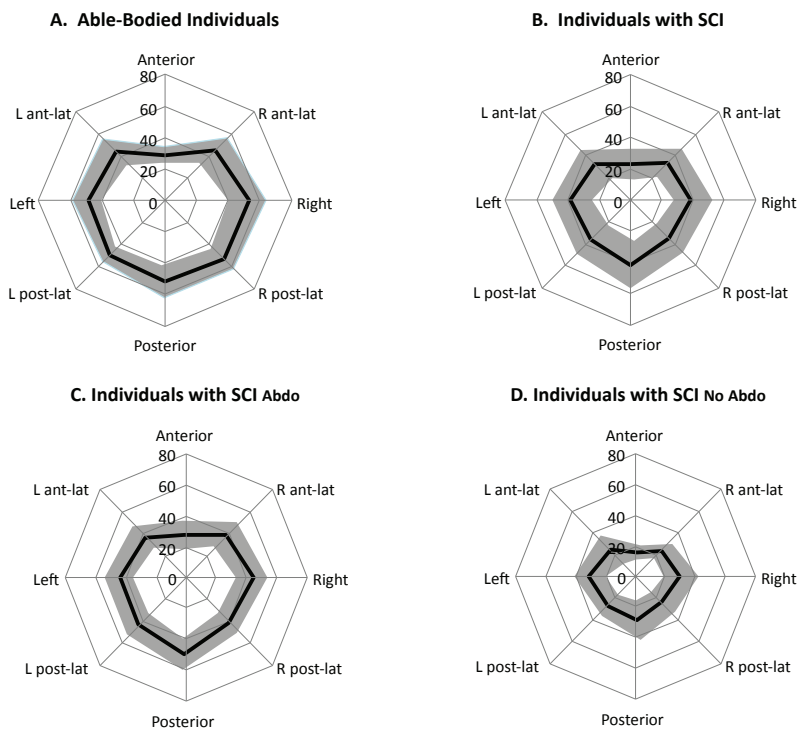 A. Able-Bodied Individuals
Anterior
80
60
40
20
0
L ant-lat
R ant-lat
Left
Right
L post-lat
R post-lat
Posterior
B. Individuals with SCI
Anterior
80
60
40
20
0
L ant-lat
R ant-lat
Left
Right
L post-lat
R post-lat
Posterior
C. Individuals with SCI Abdo
Anterior
80
60
40
20
0
L ant-lat
R ant-lat
Left
Right
L post-lat
R post-lat
Posterior
D. Individuals with SCI No Abdo
Anterior
80
60
40
20
0
L ant-lat
R ant-lat
Left
Right
L post-lat
R post-lat
Posterior